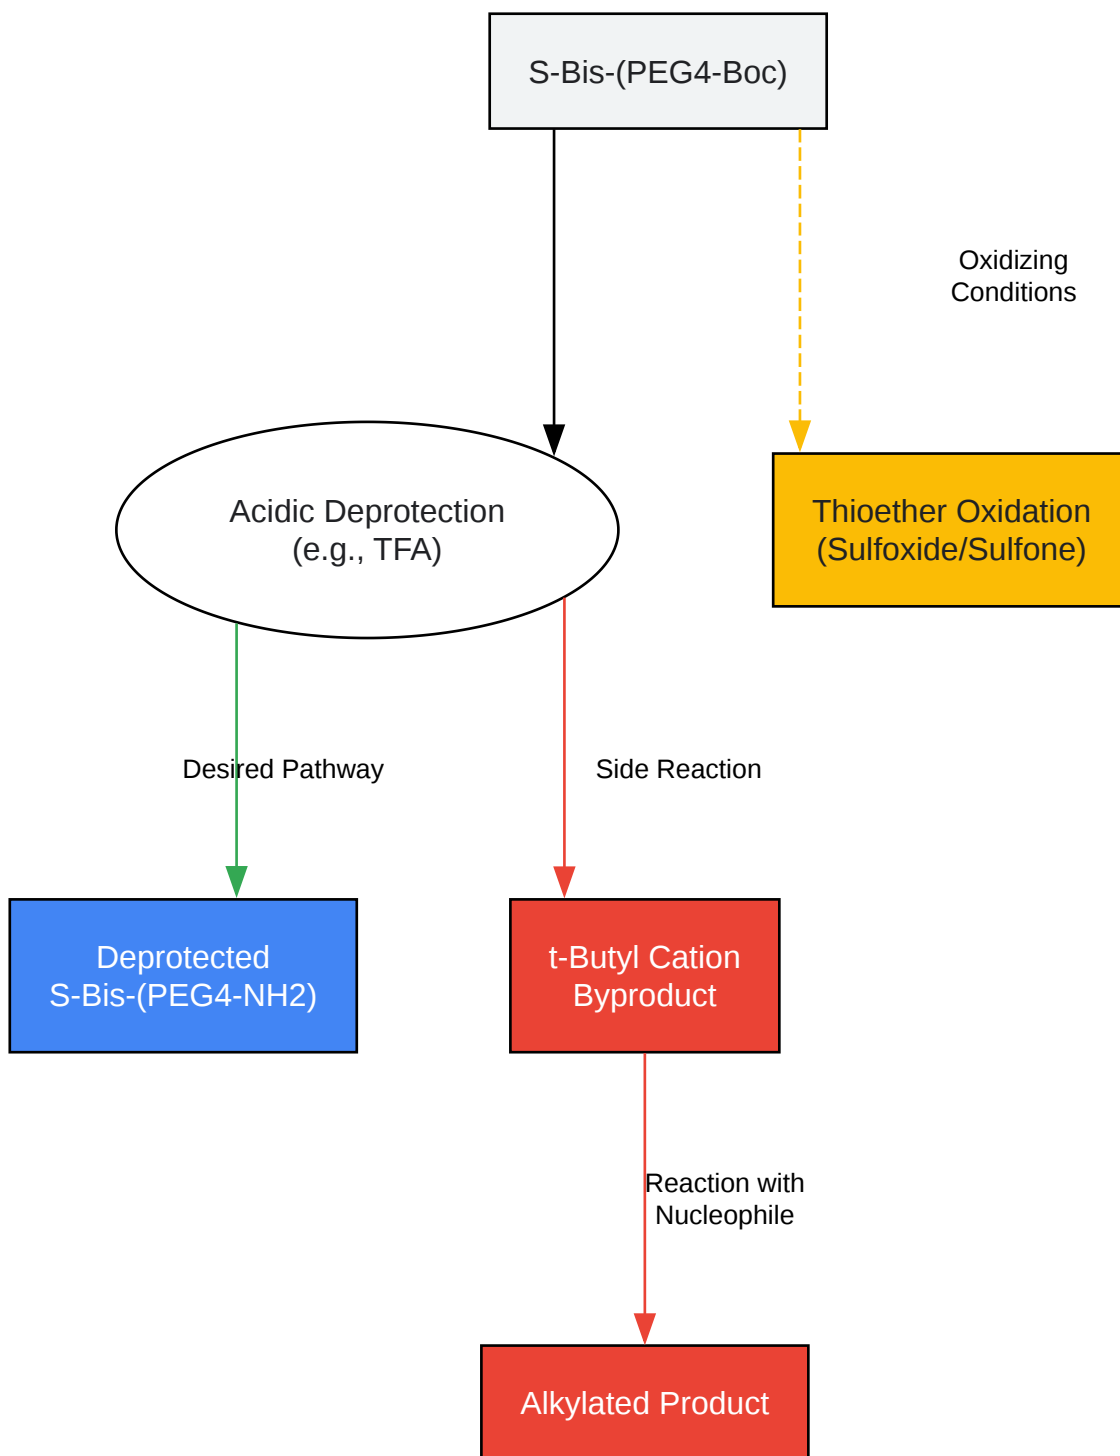 S-Bis-(PEG4-Boc)
Oxidizing
Conditions
Acidic Deprotection
(e.g., TFA)
Thioether Oxidation
(Sulfoxide/Sulfone)
Desired Pathway
Side Reaction
Deprotected
S-Bis-(PEG4-NH2)
t-Butyl Cation
Byproduct
Reaction with
Nucleophile
Alkylated Product